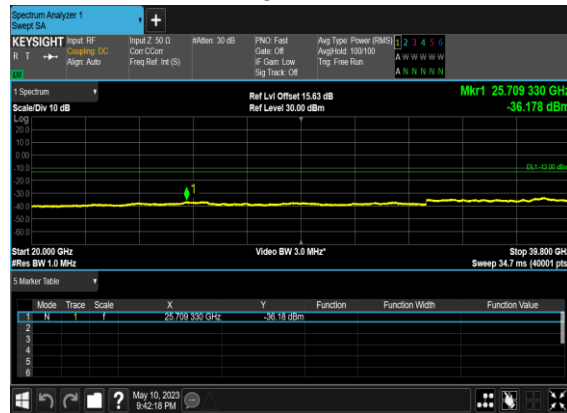 Spectrum Analyzer 1
Swept SA
+
KEYSIGHT Input: RF Input Z: 50 Ω #Atten: 30 dB PNO: Fast Avg Type: Power (RMS) 1 2 3 4 5 6
R T Coupling: DC Corr CCorr Gate: Off Avg|Hold: 100/100 A W W W W W
Align: Auto Freq Ref: Int (S) IF Gain: Low Trig: Free Run
Sig Track: Off A N N N N N
LW
1 Spectrum Ref Lvl Offset 15.63 dB Mkr1 25.709 330 GHz
Scale/Div 10 dB Ref Level 30.00 dBm -36.178 dBm
Log
20.0
10.0
0.00
-10.0
DL1 -13.00 dBm
-20.0
-30.0
1
-40.0
-50.0
-60.0
Start 20.000 GHz Video BW 3.0 MHz* Stop 39.800 GHz
#Res BW 1.0 MHz Sweep 34.7 ms (40001 pts)
5 Marker Table
Mode Trace Scale X Y Function Function Width Function Value
1 N 1 f 25.709 330 GHz -36.18 dBm
2
3
4
5
6
? May 10, 2023
9:42:18 PM